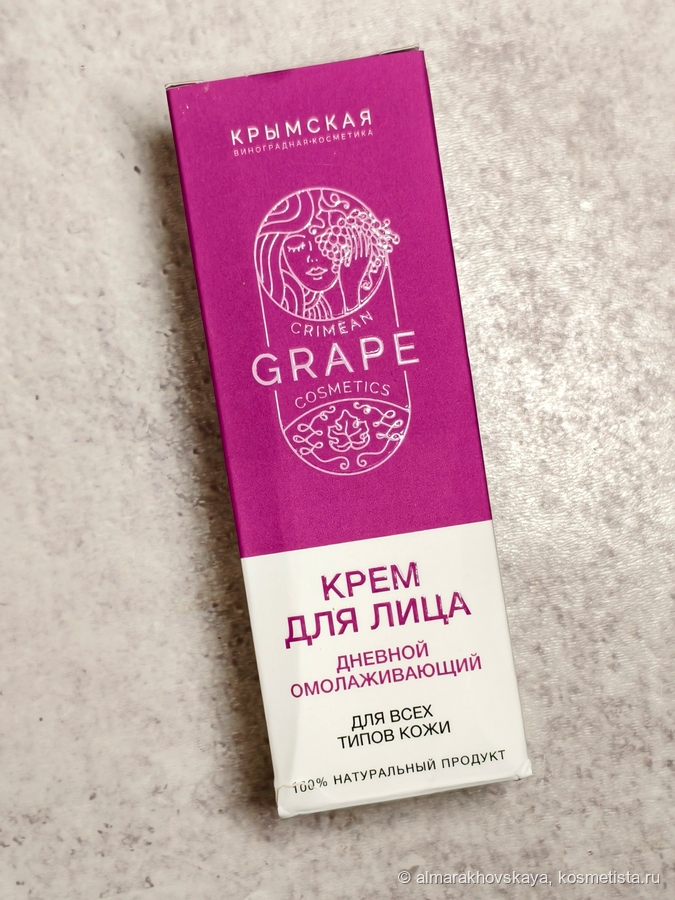 КРЫМСКАЯ
ВИНОГРАДНАЯ•КОСМЕТИКА
CRIMEAN
GRAPE
COSMETICS
КРЕМ
ДЛЯ ЛИЦА
ДНЕВНОЙ
ОМОЛАЖИВАЮЩИЙ
ДЛЯ ВСЕХ
ТИПОВ КОЖИ
100% НАТУРАЛЬНЫЙ ПРОДУКТ
© almarakhovskaya, kosmetista.ru